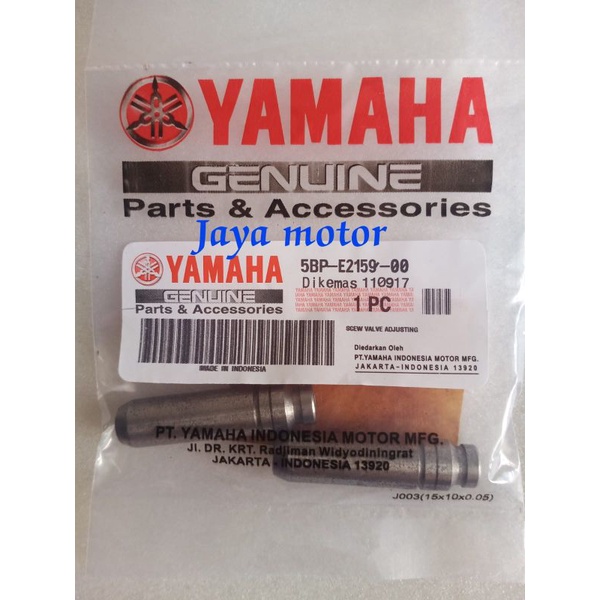 YAMAHA
GENUINE
Parts & Accessories
Jaya motor
YAMAHA
GENUINE
Parts & Accessories
MADE IN INDONESIA
5BP-E2159-00
Dikemas 110917
1 PC
SCEW VALVE ADJUSTING
Diedarkan Oleh
PT.YAMAHA INDONESIA MOTOR MFG.
JAKARTA-INDONESIA 13920
PT. YAMAHA INDONESIA MOTOR MFG.
Jl. DR. KRT. Radjiman Widyodiningrat
JAKARTA - INDONESIA 13920
J003(15x10x0.05)